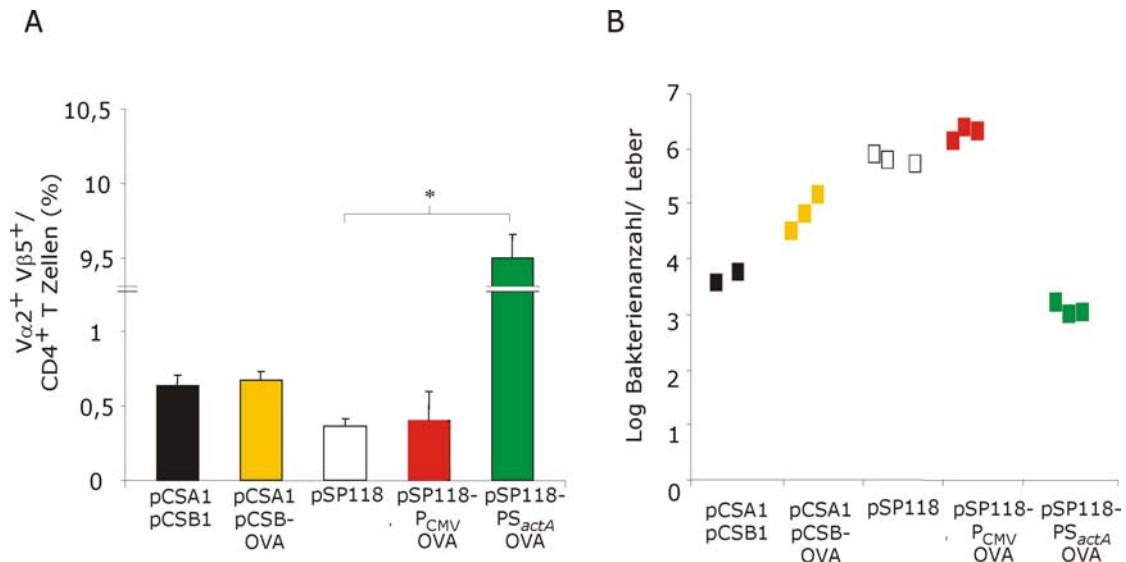 A
Vα2⁺ Vβ5⁺/
CD4⁺ T Zellen (%)
10,5
10
9,5
1
0,5
0
*
pCSA1
pCSB1
pCSA1
pCSB-
OVA
pSP118
pSP118-
PCMV
OVA
pSP118-
PSactA
OVA
B
Log Bakterienanzahl/ Leber
7
6
5
4
3
2
1
0
pCSA1
pCSB1
pCSA1
pCSB-
OVA
pSP118
pSP118-
PCMV
OVA
pSP118-
PSactA
OVA